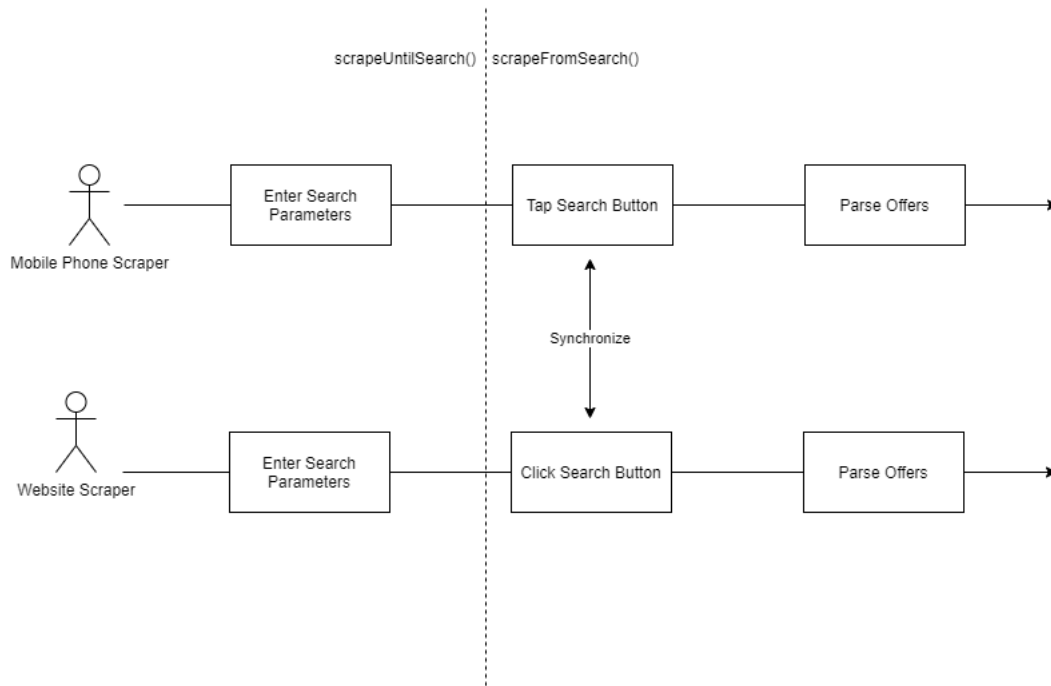 scrapeUntilSearch()
scrapeFromSearch()
Enter Search
Parameters
Tap Search Button
Parse Offers
Mobile Phone Scraper
Synchronize
Enter Search
Parameters
Click Search Button
Parse Offers
Website Scraper